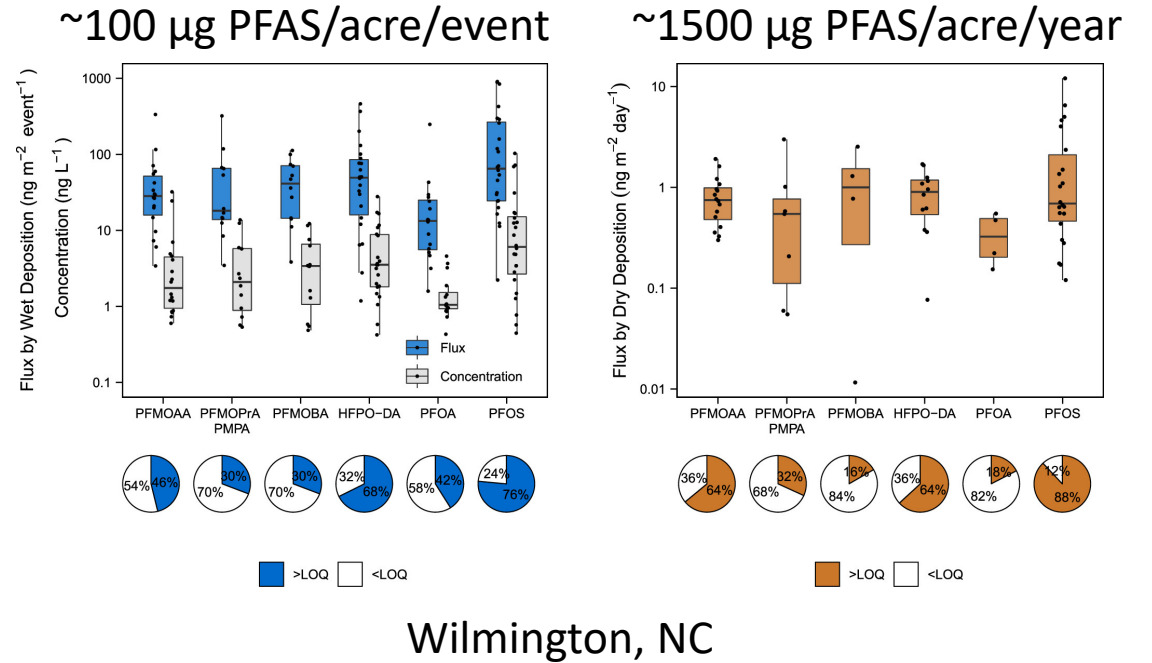 ~100 µg PFAS/acre/event
~1500 µg PFAS/acre/year
Flux by Wet Deposition (ng m⁻² event⁻¹)
Concentration (ng L⁻¹)
1000
100
10
1
0.1
Flux
Concentration
PFMOAA PFMOPrA PFMOBA HFPO−DA PFOA PFOS
PMPA
54% 46% 70% 30% 70% 30% 32% 68% 58% 42% 24% 76%
>LOQ <LOQ
Flux by Dry Deposition (ng m⁻² day⁻¹)
10
1
0.1
0.01
PFMOAA PFMOPrA PFMOBA HFPO−DA PFOA PFOS
PMPA
36% 64% 68% 32% 84% 16% 36% 64% 82% 18% 12% 88%
>LOQ <LOQ
Wilmington, NC